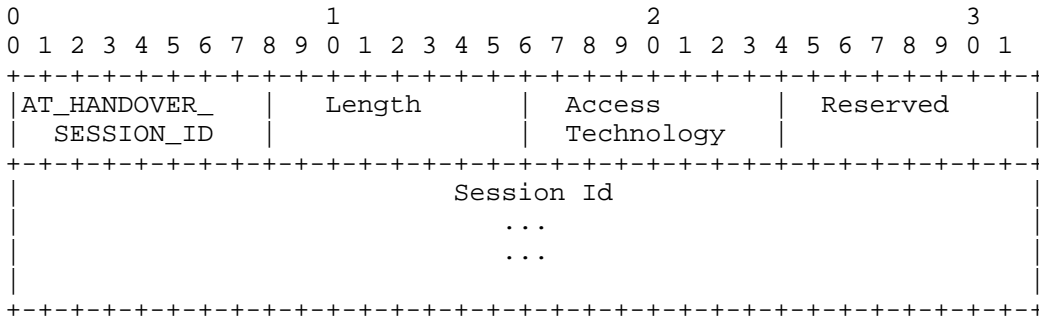 0                   1                   2                   3
0 1 2 3 4 5 6 7 8 9 0 1 2 3 4 5 6 7 8 9 0 1 2 3 4 5 6 7 8 9 0 1
+-+-+-+-+-+-+-+-+-+-+-+-+-+-+-+-+-+-+-+-+-+-+-+-+-+-+-+-+-+-+-+-+
|AT_HANDOVER_   |   Length      |  Access       |  Reserved     |
|  SESSION_ID   |               |  Technology   |               |
+-+-+-+-+-+-+-+-+-+-+-+-+-+-+-+-+-+-+-+-+-+-+-+-+-+-+-+-+-+-+-+-+
|                           Session Id                          |
|                              ...                              |
|                              ...                              |
|                                                               |
+-+-+-+-+-+-+-+-+-+-+-+-+-+-+-+-+-+-+-+-+-+-+-+-+-+-+-+-+-+-+-+-+